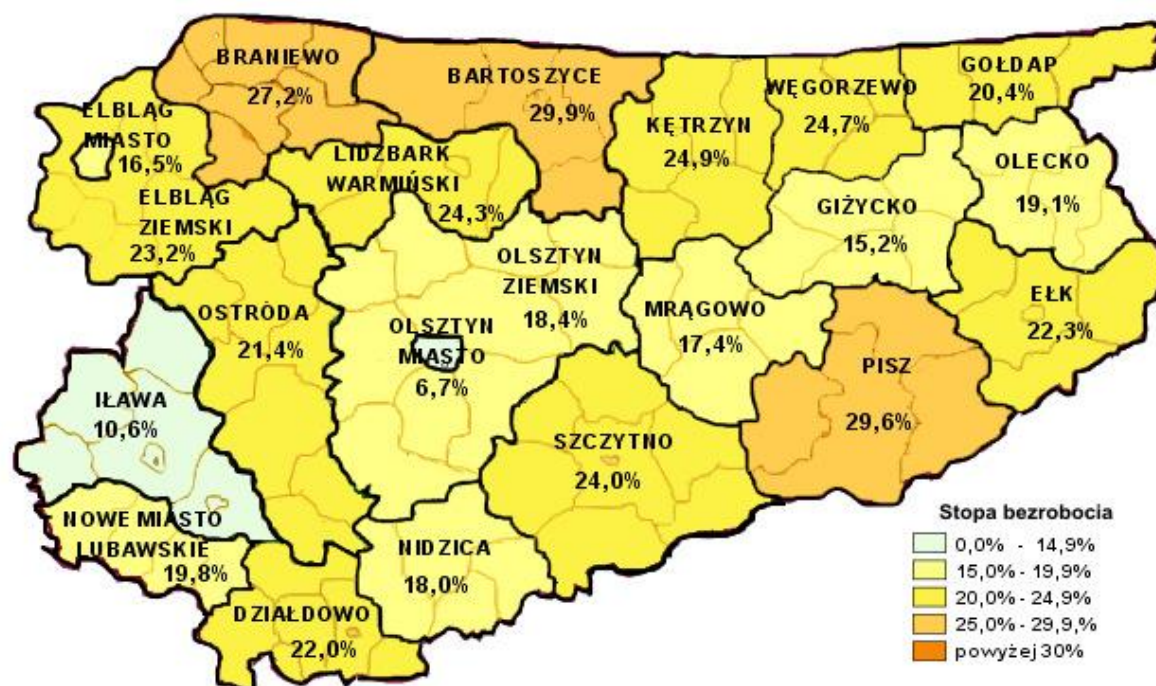 BRANIEWO
27,2%
BARTOSZYCE
29,9%
GOŁDAP
20,4%
WĘGORZEWO
24,7%
KĘTRZYN
24,9%
ELBLĄG
MIASTO
16,5%
LIDZBARK
WARMIŃSKI
24,3%
OLECKO
19,1%
ELBLĄG
ZIEMSKI
23,2%
GIŻYCKO
15,2%
OLSZTYN
ZIEMSKI
18,4%
OSTRÓDA
21,4%
OLSZTYN
MIASTO
6,7%
MRĄGOWO
17,4%
EŁK
22,3%
PISZ
29,6%
IŁAWA
10,6%
SZCZYTNO
24,0%
NOWE MIASTO
LUBAWSKIE
19,8%
NIDZICA
18,0%
DZIAŁDOWO
22,0%
Stopa bezrobocia
0,0% - 14,9%
15,0% - 19,9%
20,0% - 24,9%
25,0% - 29,9,%
powyżej 30%